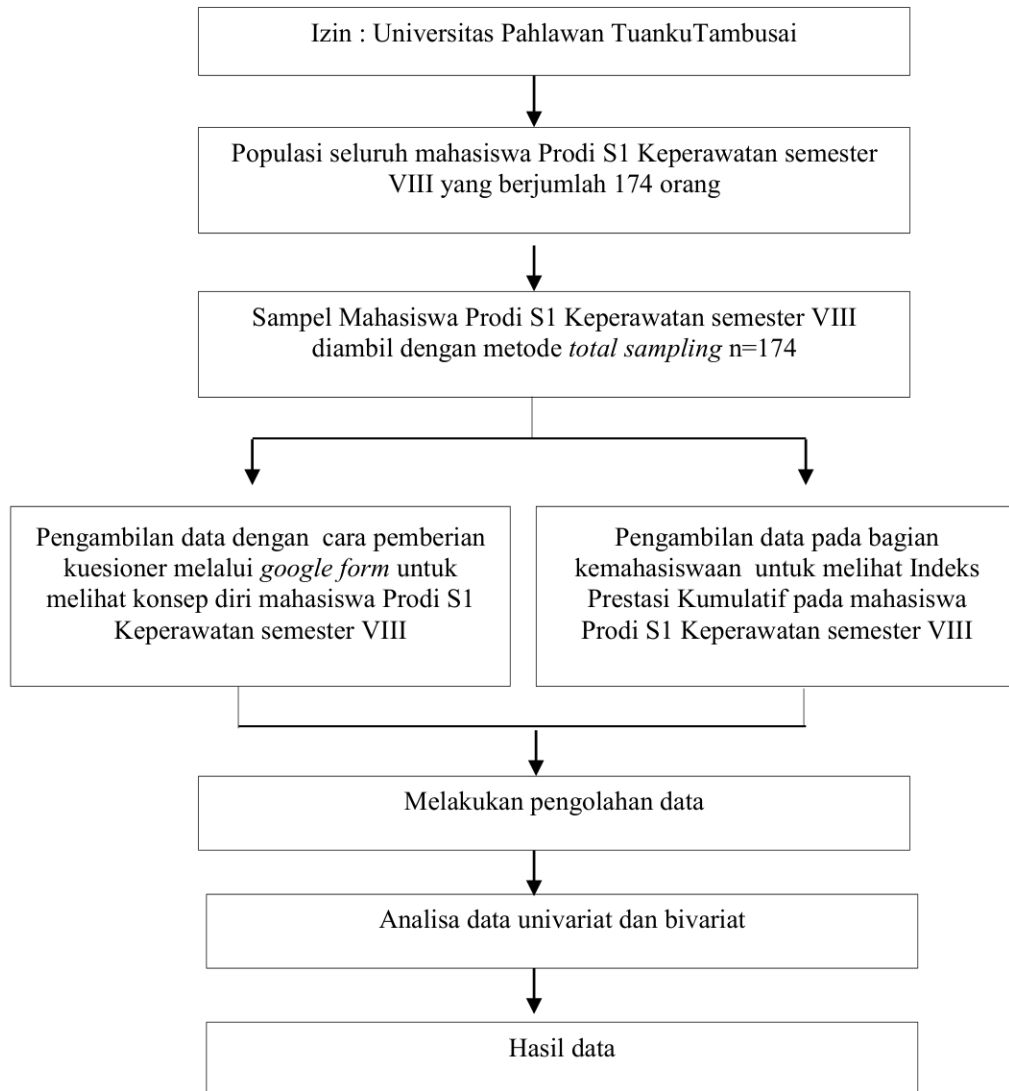 Izin : Universitas Pahlawan TuankuTambusai
Populasi seluruh mahasiswa Prodi S1 Keperawatan semester
VIII yang berjumlah 174 orang
Sampel Mahasiswa Prodi S1 Keperawatan semester VIII
diambil dengan metode total sampling n=174
Pengambilan data dengan cara pemberian
kuesioner melalui google form untuk
melihat konsep diri mahasiswa Prodi S1
Keperawatan semester VIII
Pengambilan data pada bagian
kemahasiswaan untuk melihat Indeks
Prestasi Kumulatif pada mahasiswa
Prodi S1 Keperawatan semester VIII
Melakukan pengolahan data
Analisa data univariat dan bivariat
Hasil data